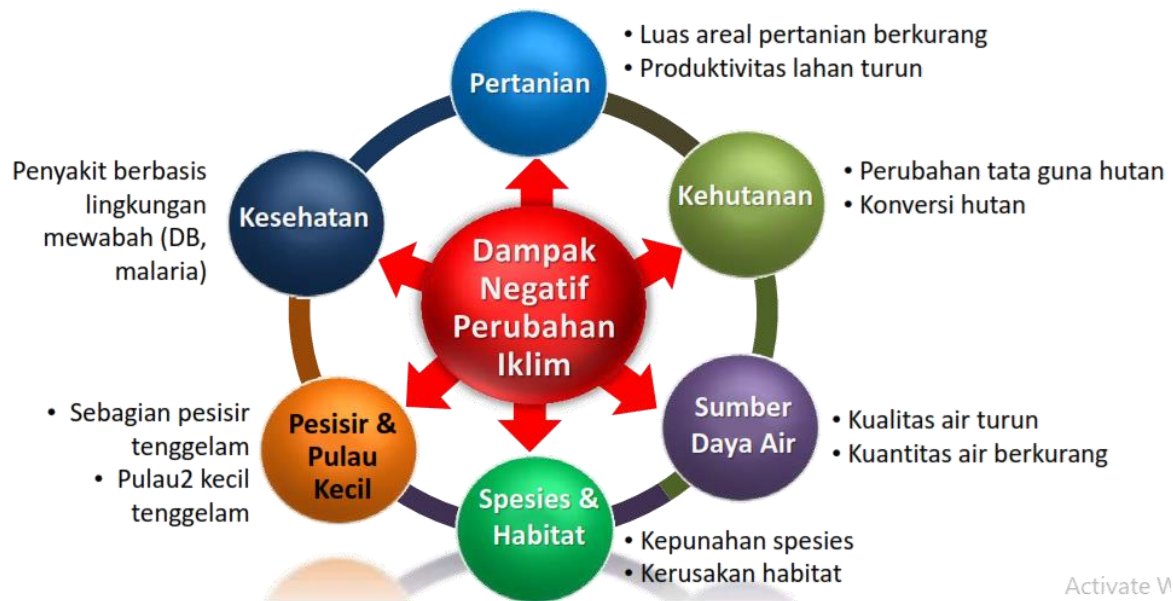 Pertanian
• Luas areal pertanian berkurang
• Produktivitas lahan turun
Kehutanan
• Perubahan tata guna hutan
• Konversi hutan
Sumber
Daya Air
• Kualitas air turun
• Kuantitas air berkurang
Spesies &
Habitat
• Kepunahan spesies
• Kerusakan habitat
Pesisir &
Pulau
Kecil
• Sebagian pesisir
tenggelam
• Pulau2 kecil
tenggelam
Kesehatan
Penyakit berbasis
lingkungan
mewabah (DB,
malaria)
Dampak
Negatif
Perubahan
Iklim
Activate W